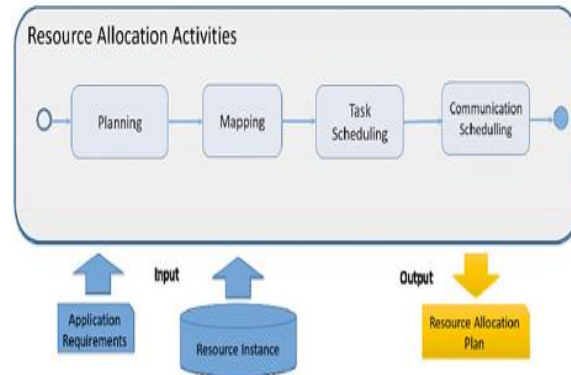 Resource Allocation Activities
Planning
Mapping
Task
Scheduling
Communication
Schedulling
Input
Output
Application
Requirements
Resource Instance
Resource Allocation
Plan